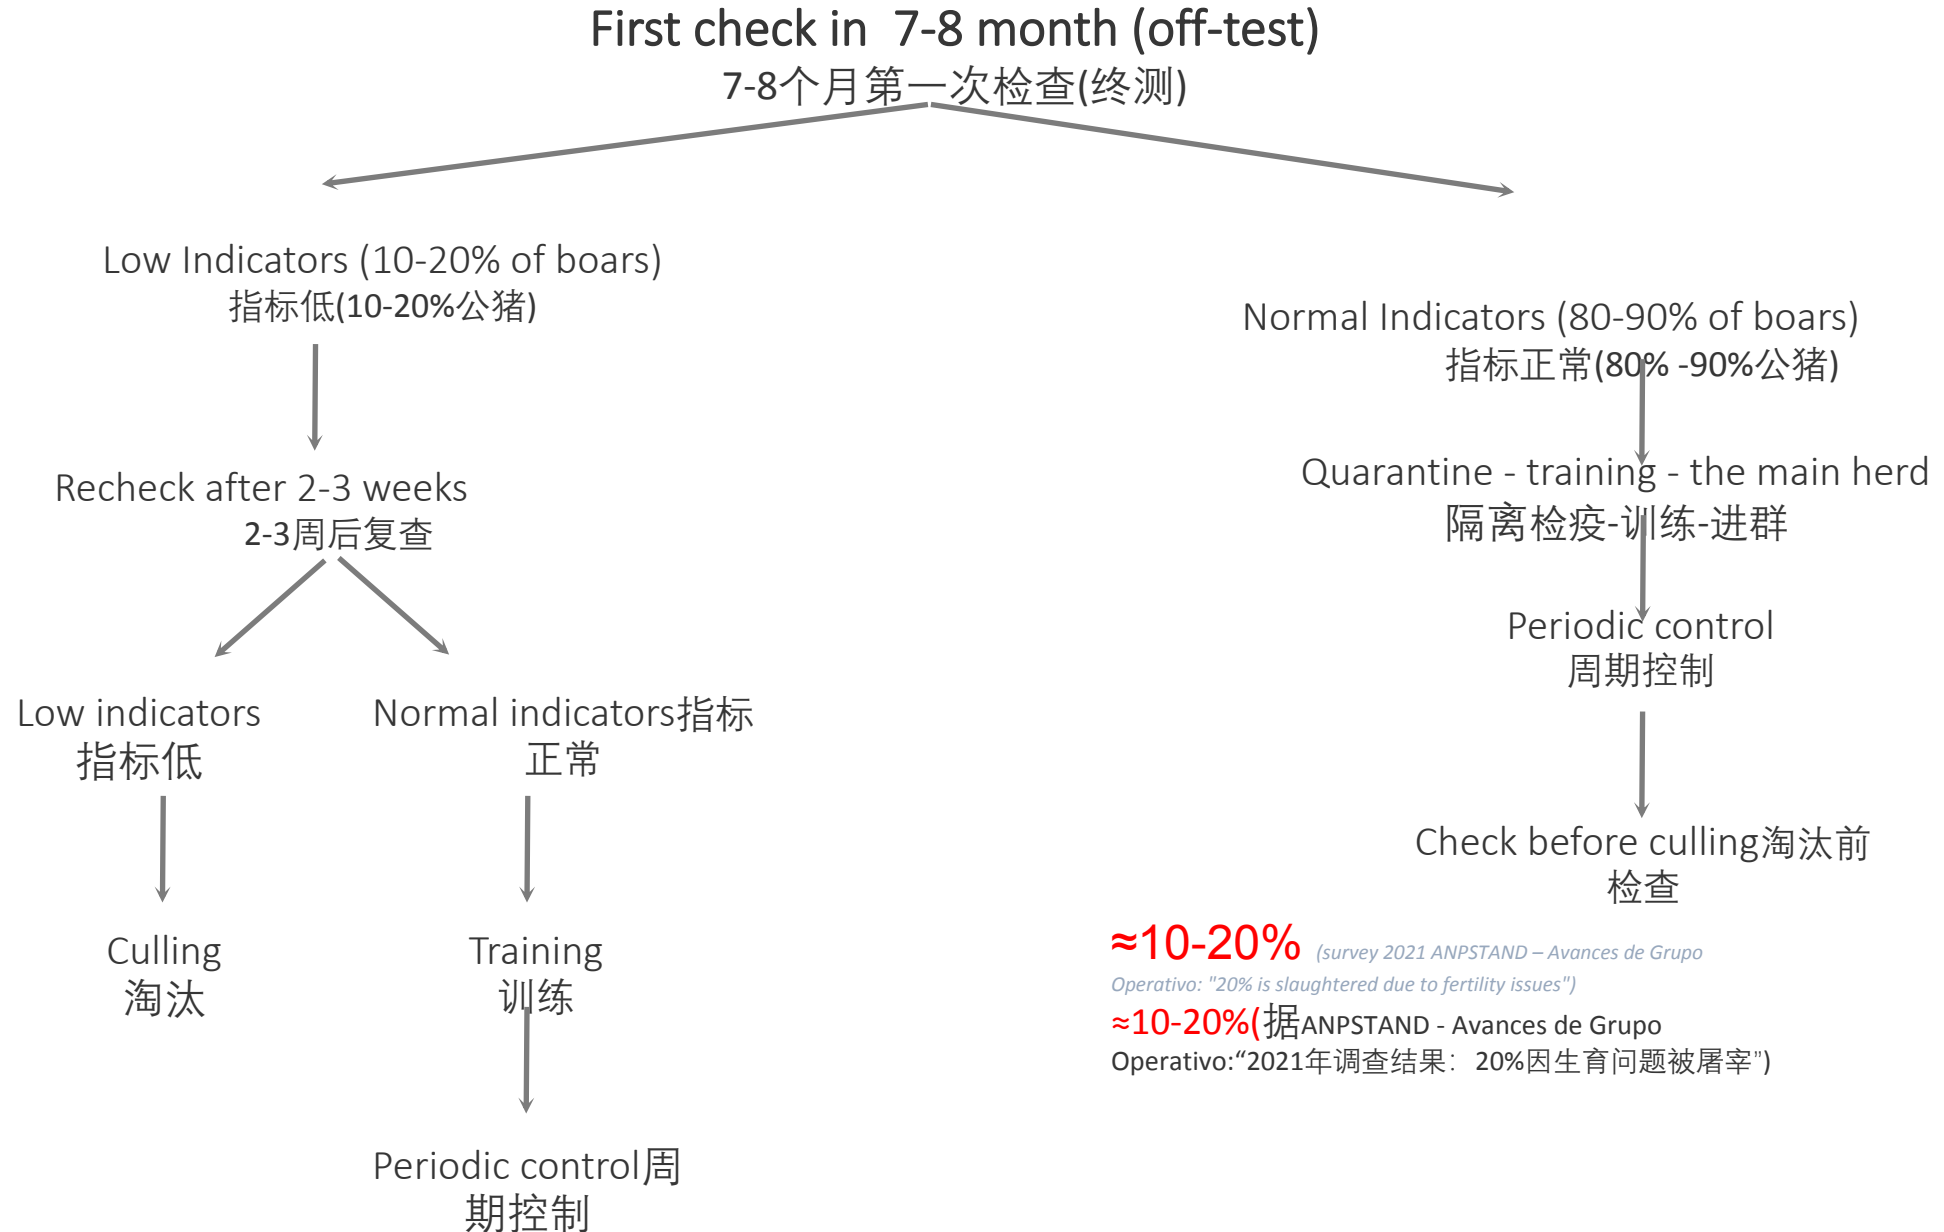 First check in 7-8 month (off-test)
7-8个月第一次检查(终测)
Low Indicators (10-20% of boars)
指标低(10-20%公猪)
Normal Indicators (80-90% of boars)
指标正常(80% -90%公猪)
Recheck after 2-3 weeks
2-3周后复查
Quarantine - training - the main herd
隔离检疫-训练-进群
Periodic control
周期控制
Low indicators
指标低
Normal indicators指标
正常
Check before culling淘汰前
检查
Culling
淘汰
Training
训练
≈10-20% (survey 2021 ANPSTAND – Avances de Grupo
Operativo: "20% is slaughtered due to fertility issues")
≈10-20%(据ANPSTAND - Avances de Grupo
Operativo:“2021年调查结果：20%因生育问题被屠宰”)
Periodic control周
期控制